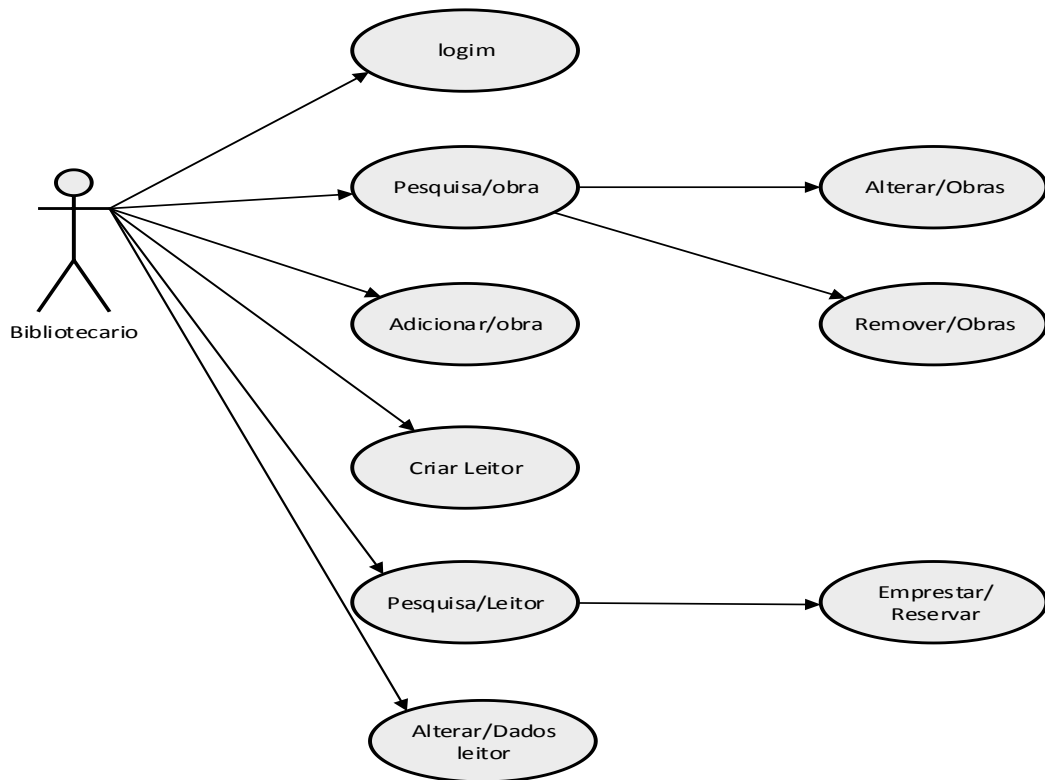 logim
Pesquisa/obra
Alterar/Obras
Bibliotecario
Adicionar/obra
Remover/Obras
Criar Leitor
Pesquisa/Leitor
Emprestar/
Reservar
Alterar/Dados
leitor